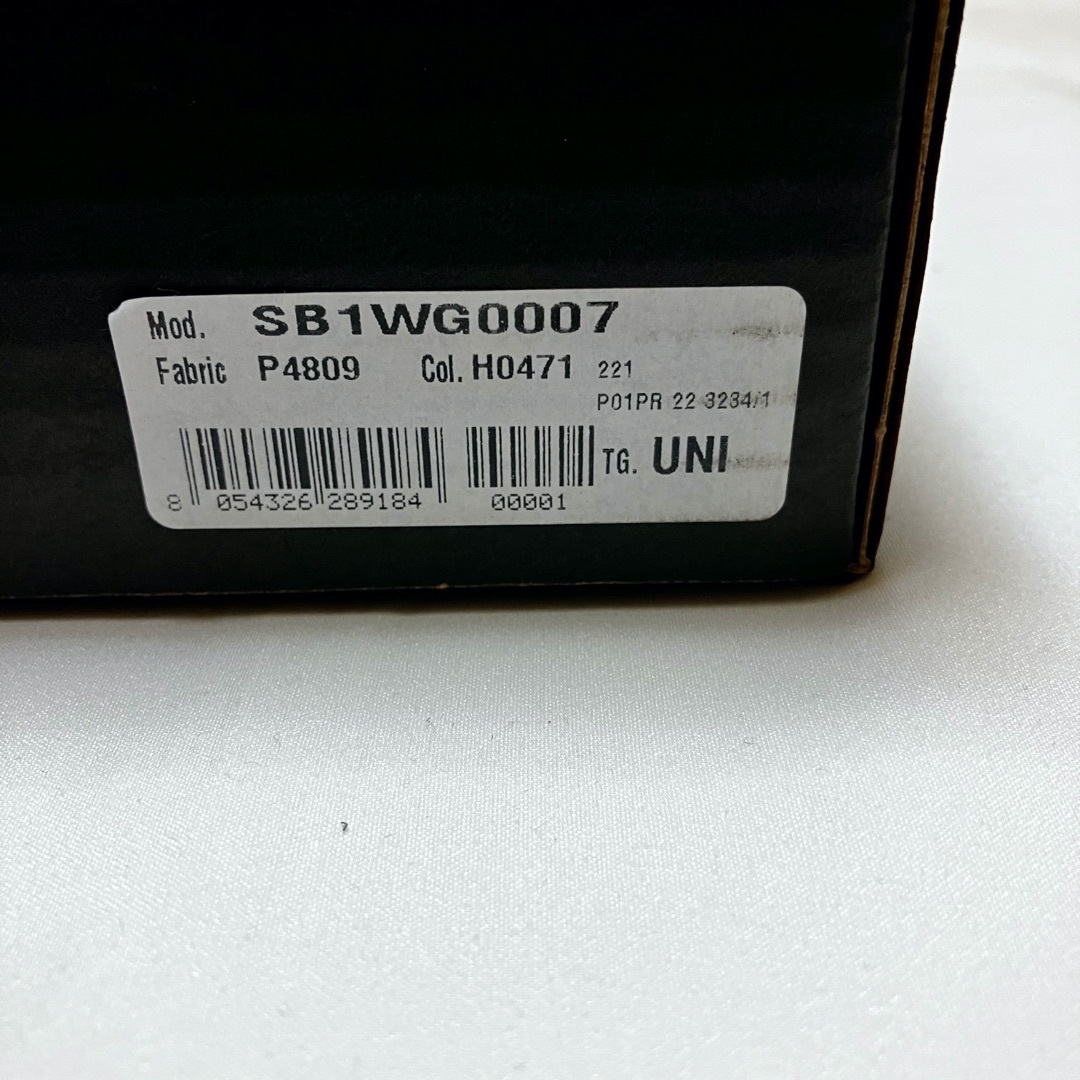 Mod. SB1WG0007
Fabric P4809 Col. H0471 221
P01PR 22 3234/1
8 054326 289184 00001 TG. UNI